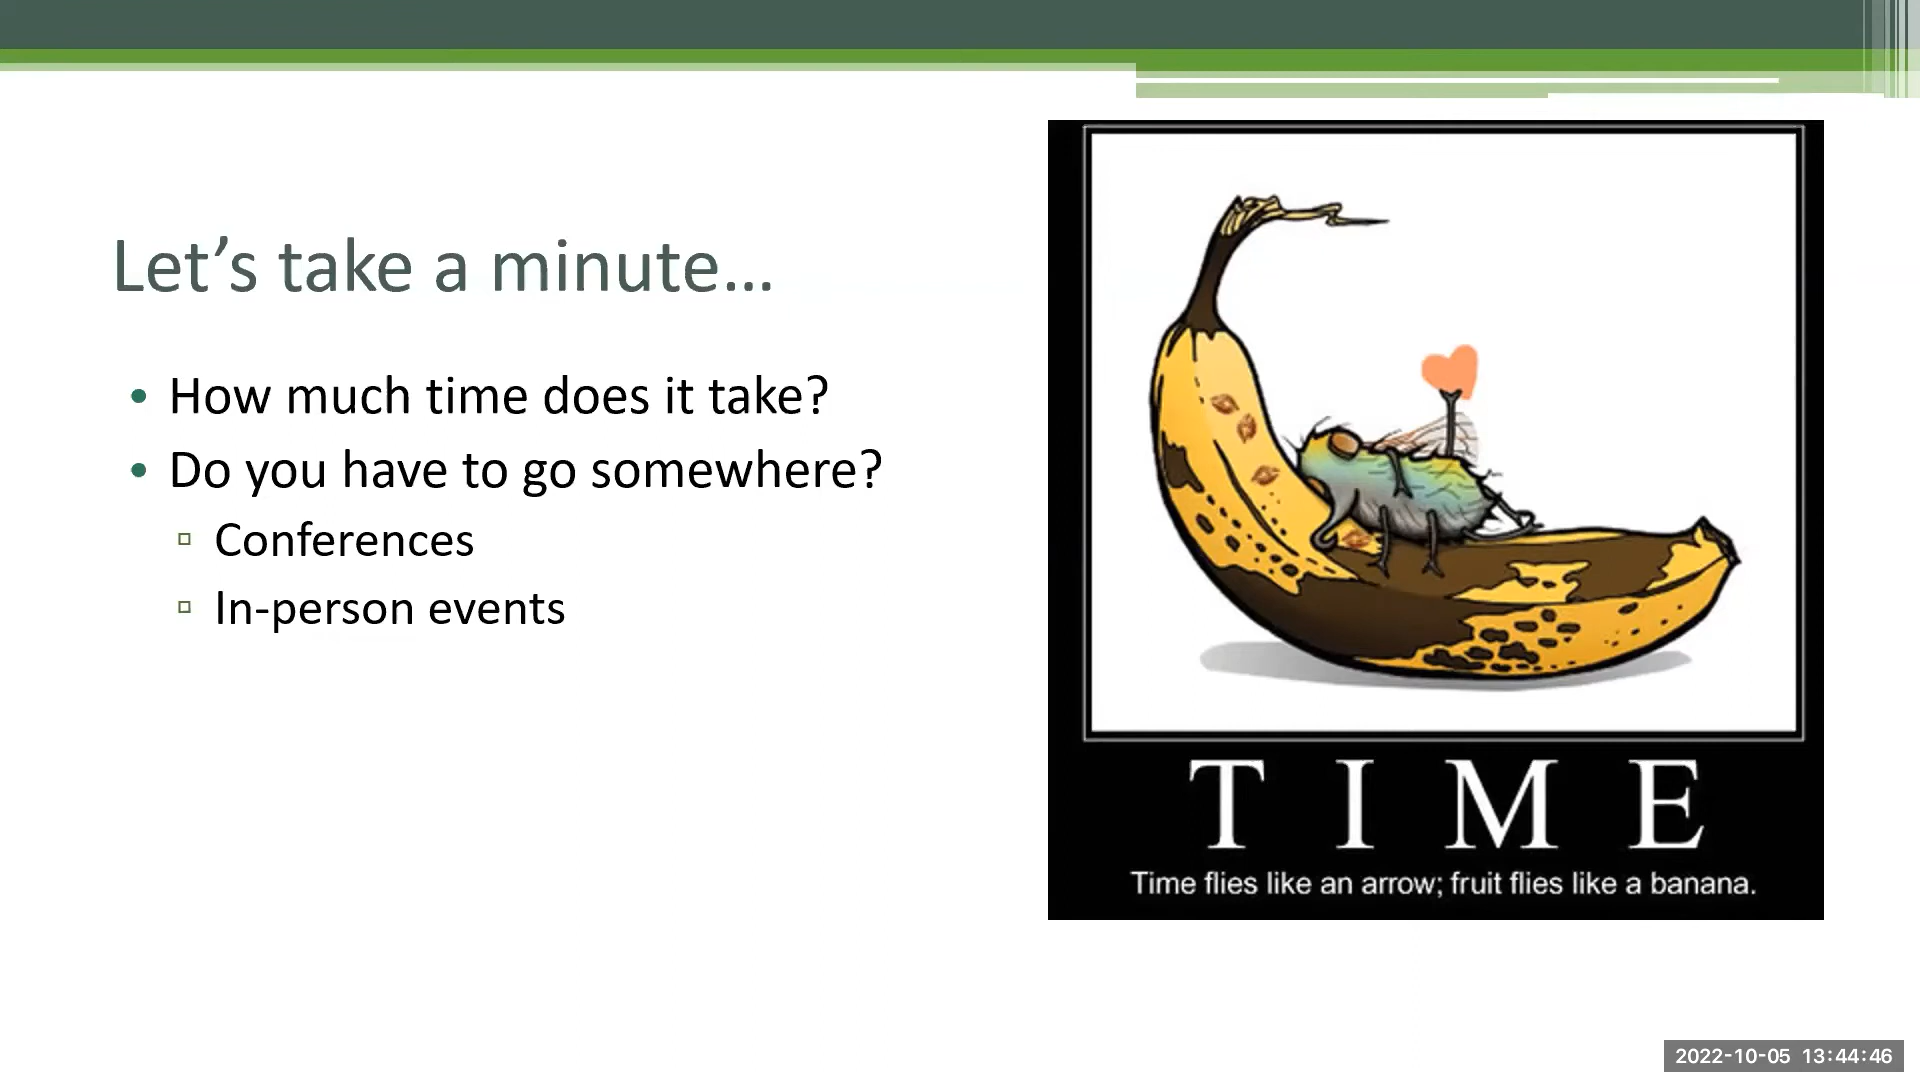 Let’s take a minute...
• How much time does it take?
• Do you have to go somewhere?
▫ Conferences
▫ In-person events
TIME
Time flies like an arrow; fruit flies like a banana.
2022-10-05 13:44:46